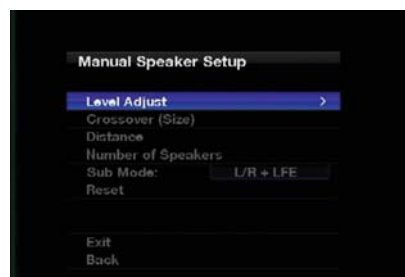 Manual Speaker Setup
Level Adjust >
Crossover (Size)
Distance
Number of Speakers
Sub Mode: L/R + LFE
Reset
Exit
Back